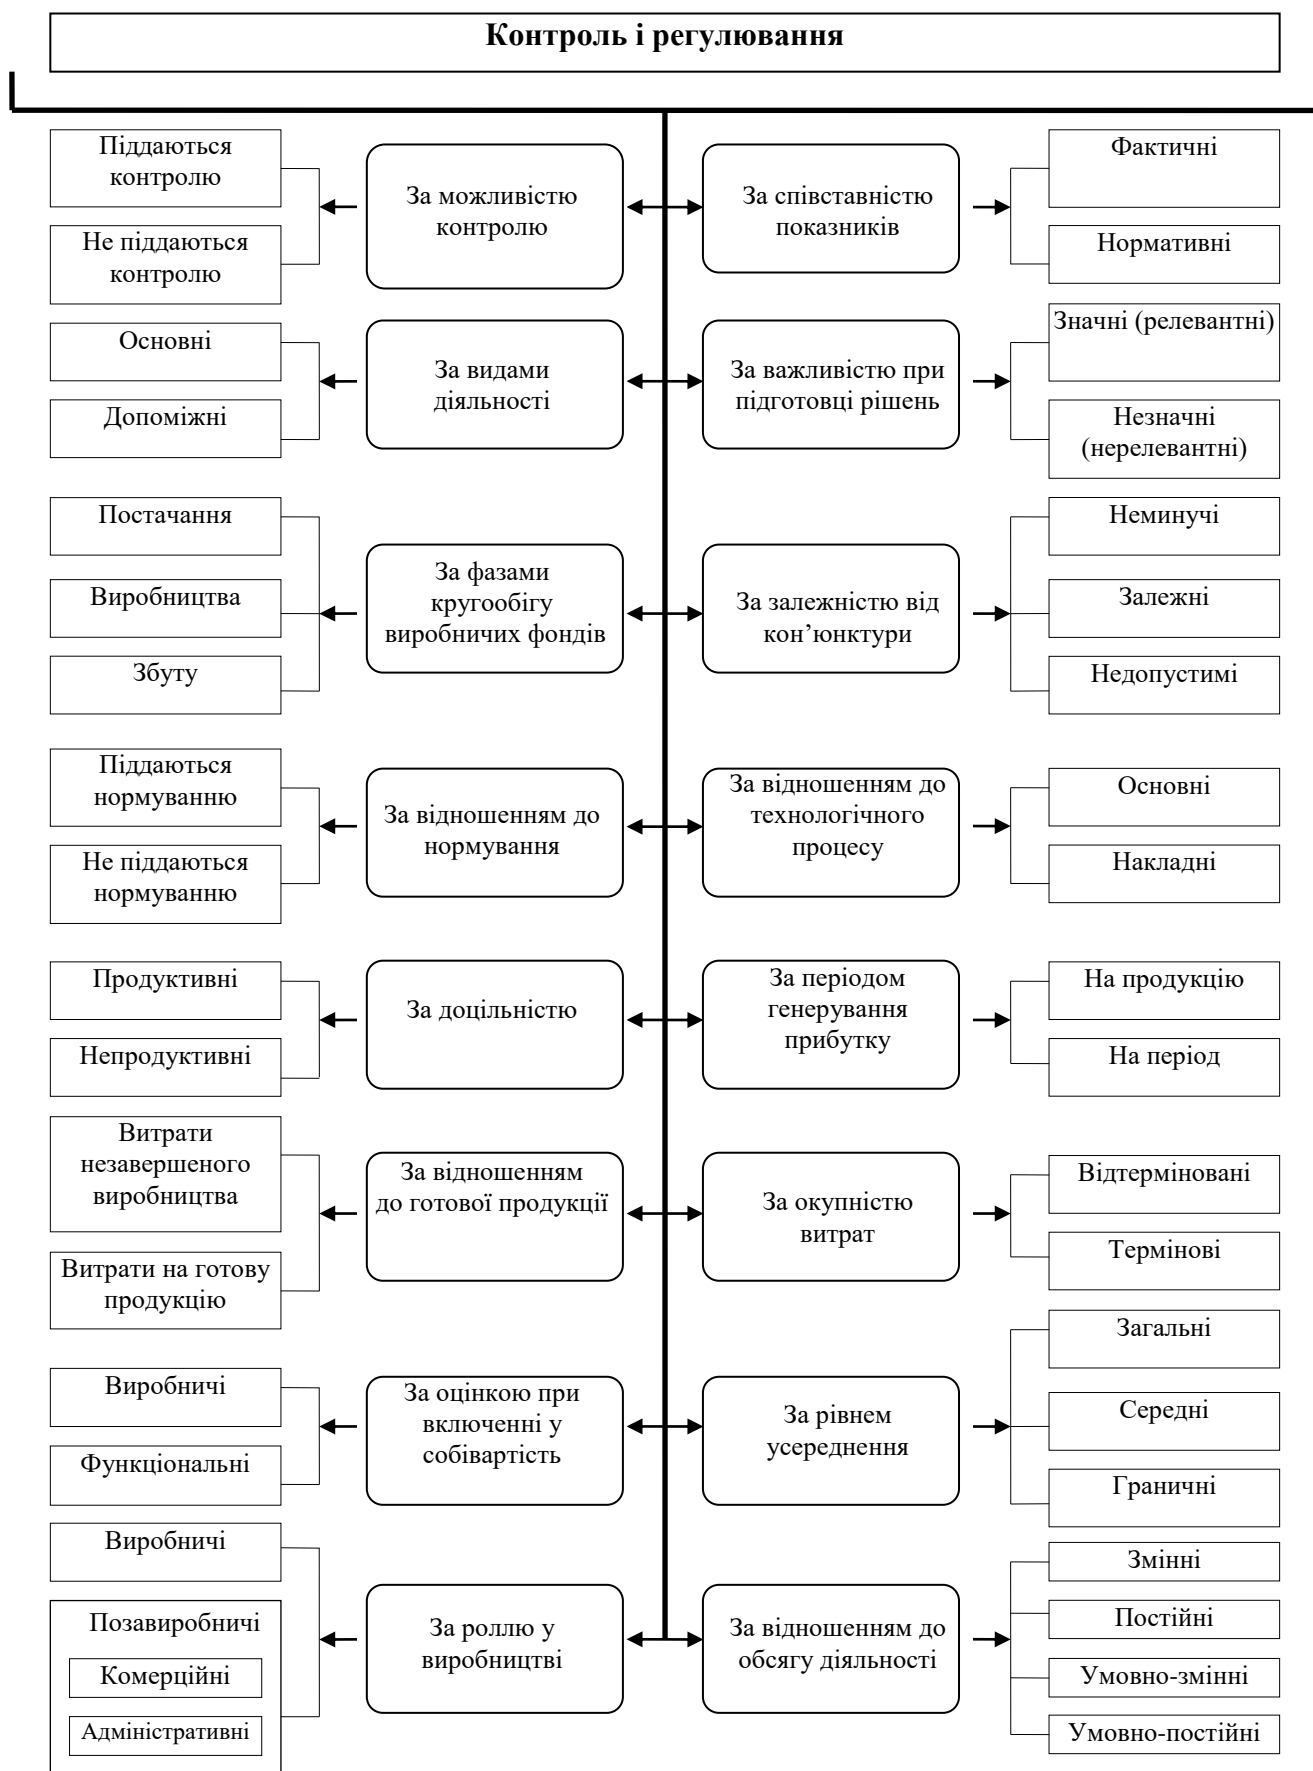 Контроль і регулювання
Піддаються
контролю
Не піддаються
контролю
За можливістю
контролю
За співставністю
показників
Фактичні
Нормативні
Основні
Допоміжні
За видами
діяльності
За важливістю при
підготовці рішень
Значні (релевантні)
Незначні
(нерелевантні)
Постачання
Виробництва
Збуту
За фазами
кругообігу
виробничих фондів
За залежністю від
кон’юнктури
Неминучі
Залежні
Недопустимі
Піддаються
нормуванню
Не піддаються
нормуванню
За відношенням до
нормування
За відношенням до
технологічного
процесу
Основні
Накладні
Продуктивні
Непродуктивні
За доцільністю
За періодом
генерування
прибутку
На продукцію
На період
Витрати
незавершеного
виробництва
Витрати на готову
продукцію
За відношенням
до готової продукції
За окупністю
витрат
Відтерміновані
Термінові
Виробничі
Функціональні
За оцінкою при
включенні у
собівартість
За рівнем
усереднення
Загальні
Середні
Граничні
Виробничі
Позавиробничі
Комерційні
Адміністративні
За роллю у
виробництві
За відношенням до
обсягу діяльності
Змінні
Постійні
Умовно-змінні
Умовно-постійні